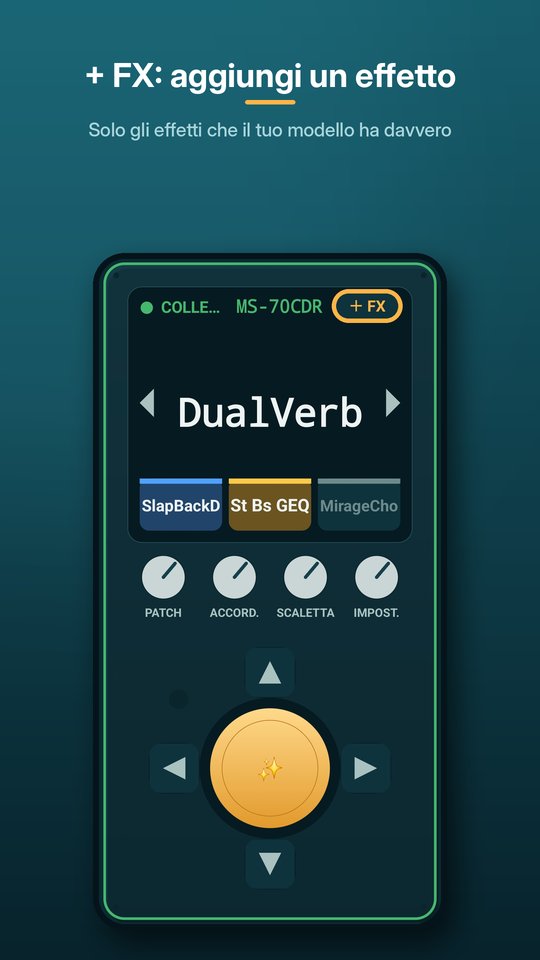 + FX: aggiungi un effetto
Solo gli effetti che il tuo modello ha davvero
COLLE... MS-70CDR + FX
DualVerb
SlapBackD St Bs GEQ MirageCho
PATCH ACCORD. SCALETTA IMPOST.